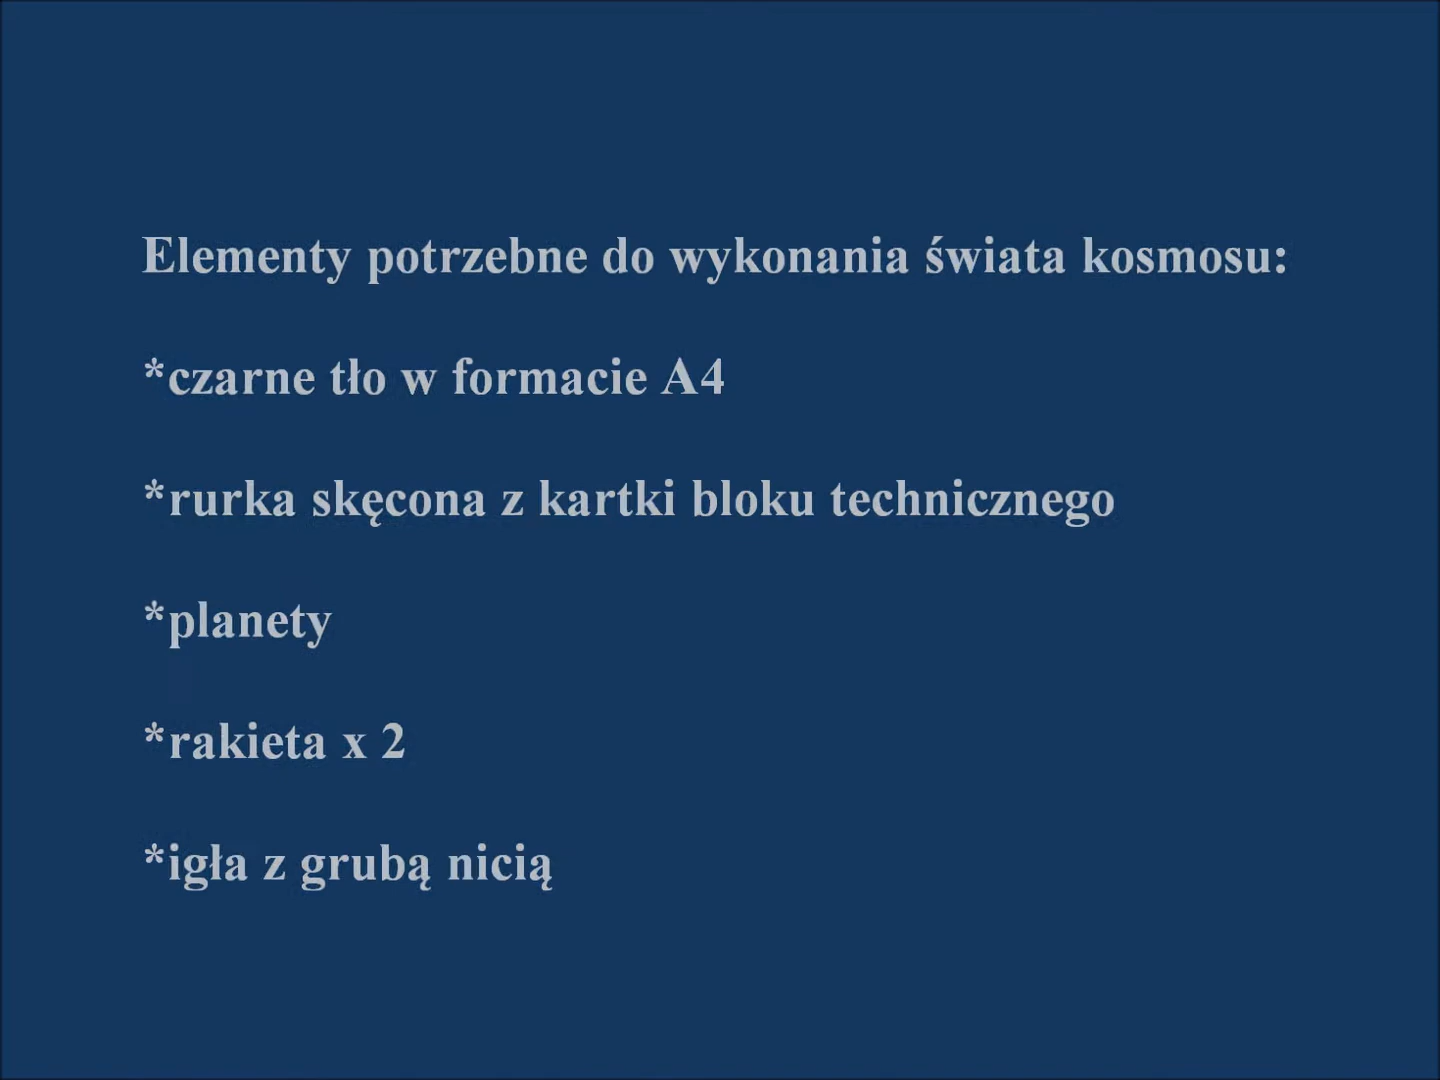 Elementy potrzebne do wykonania świata kosmosu:
*czarne tło w formacie A4
*rurka skęcona z kartki bloku technicznego
*planety
*rakieta x 2
*igła z grubą nicią